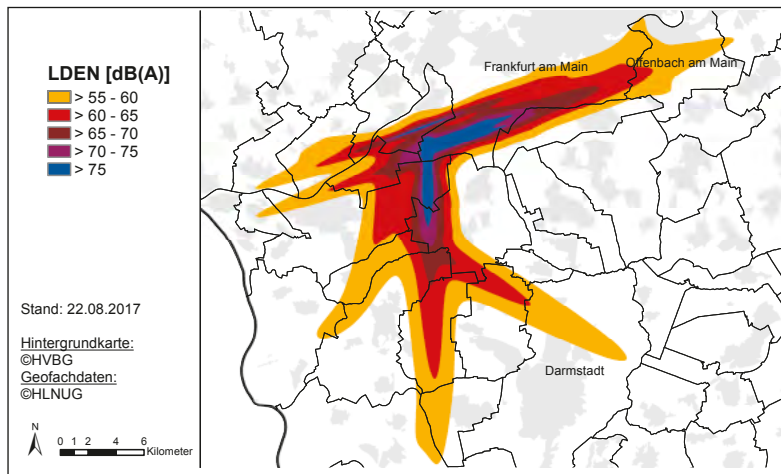 LDEN [dB(A)]
> 55 - 60
> 60 - 65
> 65 - 70
> 70 - 75
> 75
Stand: 22.08.2017
Hintergrundkarte:
©HVBG
Geofachdaten:
©HLNUG
N
0 1 2 4 6
Kilometer
Frankfurt am Main
Offenbach am Main
Darmstadt